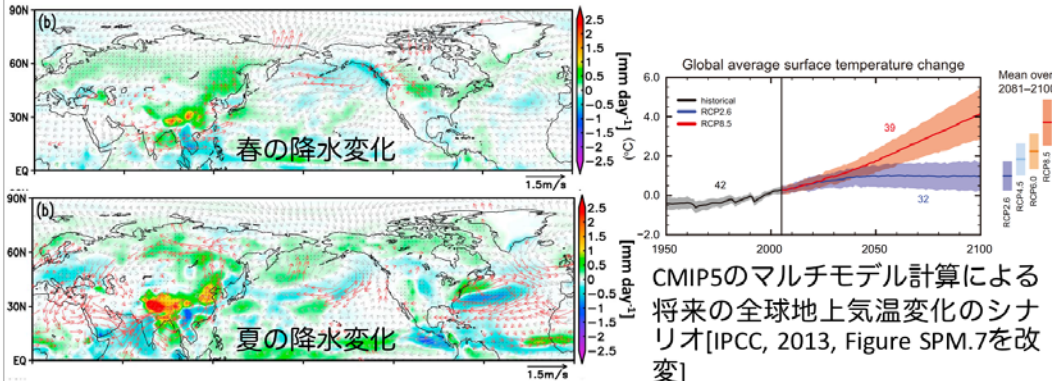 (b)
90N
60N
30N
EQ
春の降水変化
1.5m/s
2.5
2
1.5
1
0.5
0
−0.5
−1
−1.5
−2
−2.5
[mm day⁻¹]
(b)
90N
60N
30N
EQ
夏の降水変化
1.5m/s
2.5
2
1.5
1
0.5
0
−0.5
−1
−1.5
−2
−2.5
[mm day⁻¹]
Global average surface temperature change
6.0
4.0
2.0
0.0
−2.0
(°C)
historical
RCP2.6
RCP8.5
42
39
32
1950
2000
2050
2100
Mean over
2081–2100
RCP2.6
RCP4.5
RCP6.0
RCP8.5
CMIP5のマルチモデル計算による
将来の全球地上気温変化のシナ
リオ[IPCC, 2013, Figure SPM.7を改
変]